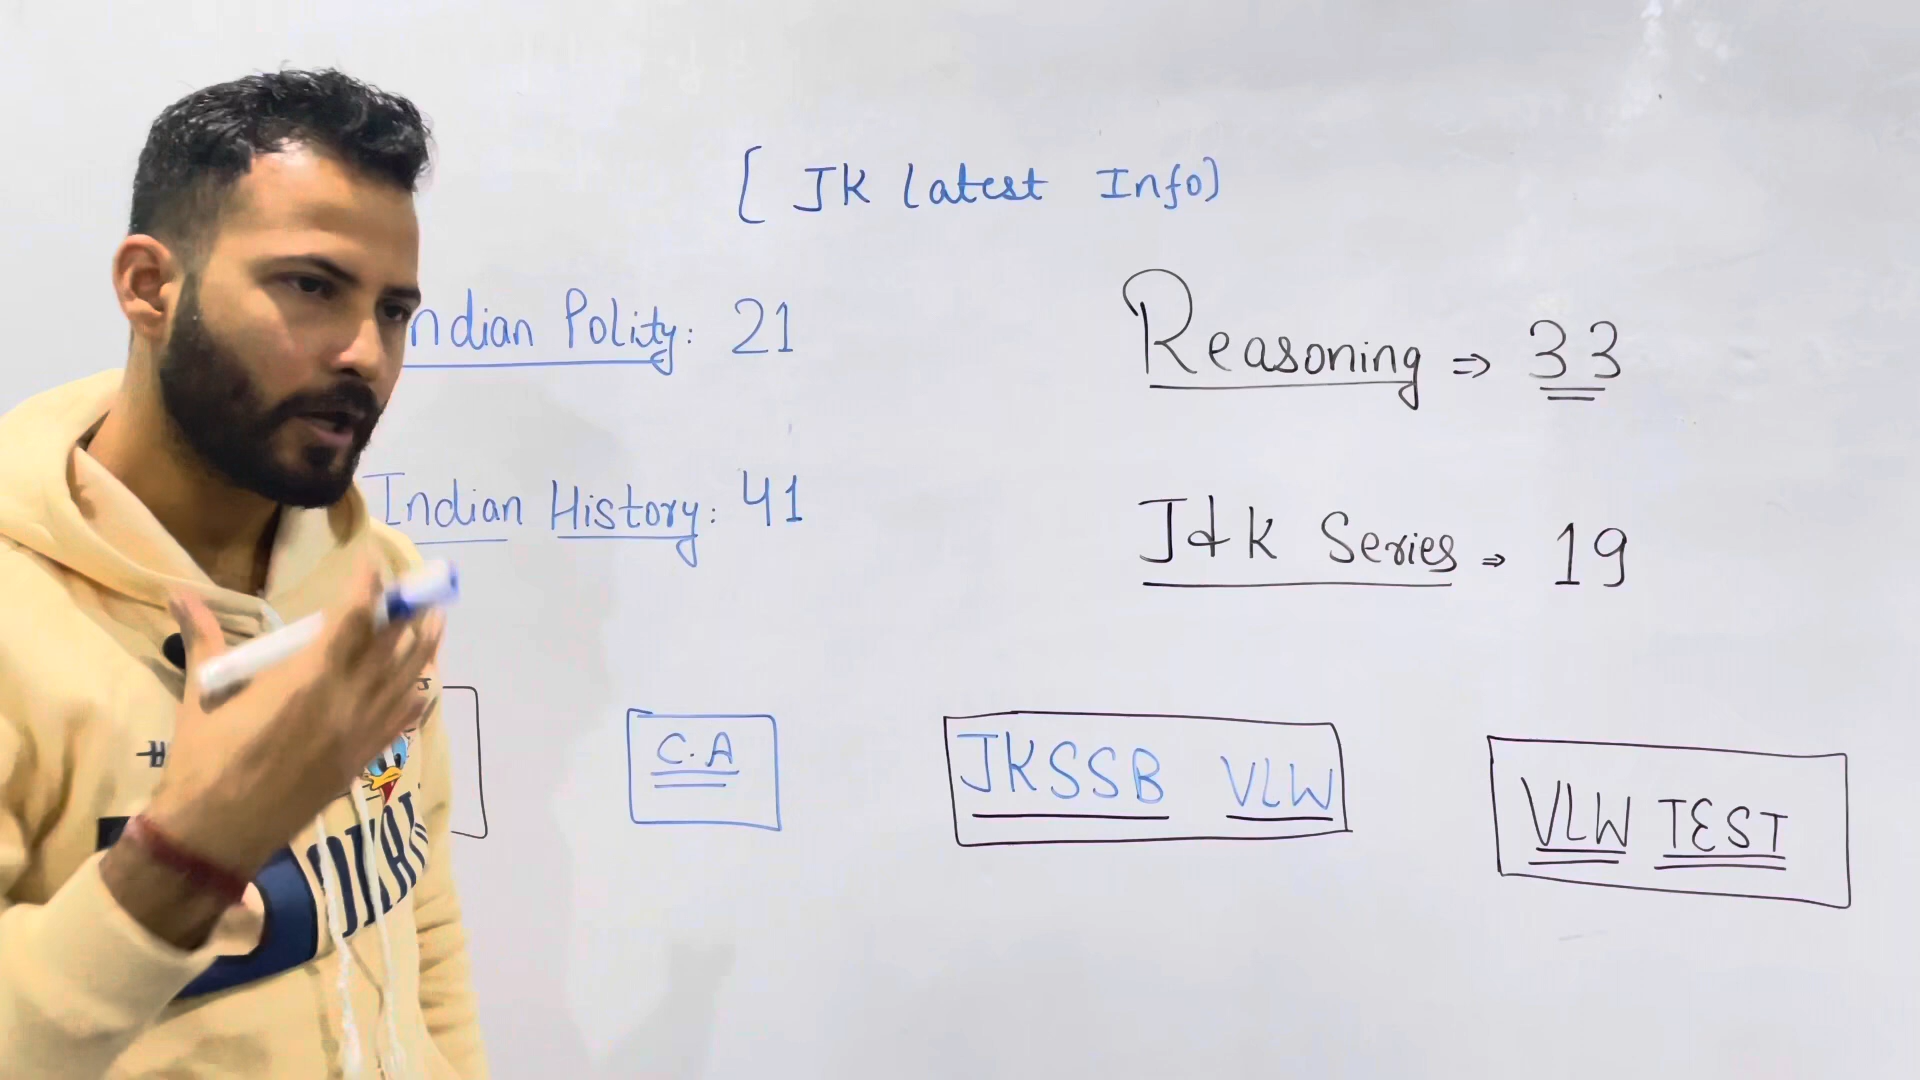 [ JK Latest Info)
ndian Polity: 21
Reasoning ⇒ 33
Indian History: 41
J&K Series ⇒ 19
C.A
JKSSB VLW
VLW TEST